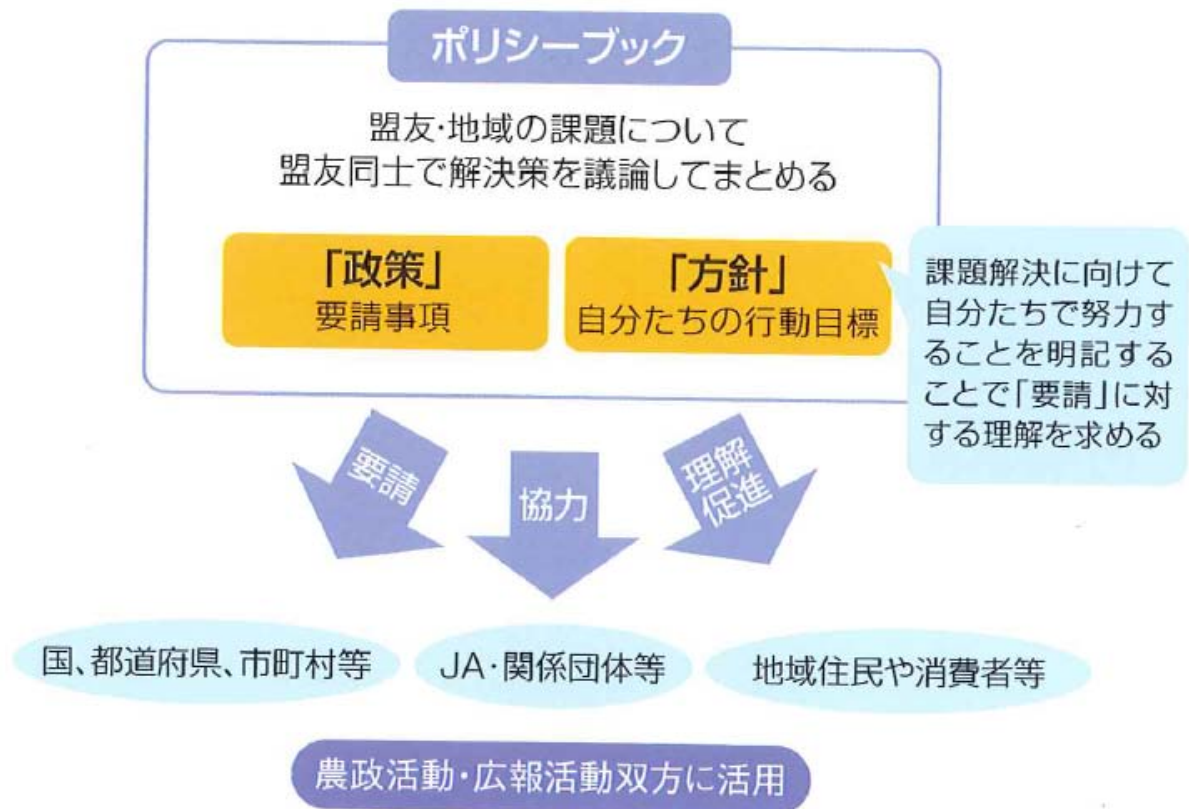 ポリシーブック
盟友・地域の課題について
盟友同士で解決策を議論してまとめる
「政策」
要請事項
「方針」
自分たちの行動目標
課題解決に向けて
自分たちで努力す
ることを明記する
ことで「要請」に対
する理解を求める
要請
協力
理解
促進
国、都道府県、市町村等
JA・関係団体等
地域住民や消費者等
農政活動・広報活動双方に活用